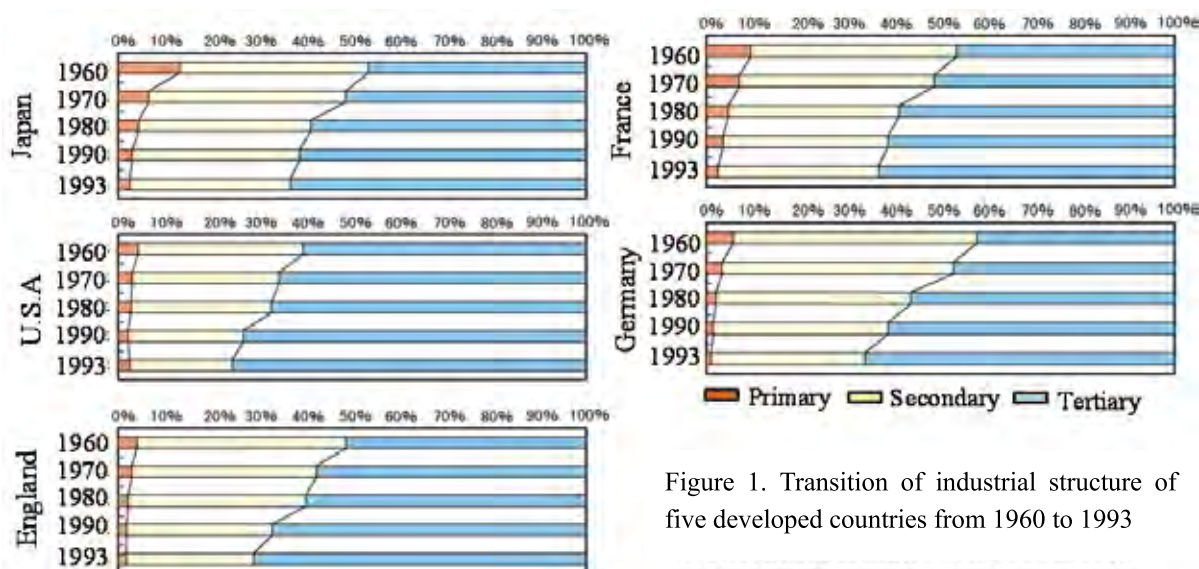 0% 10% 20% 30% 40% 50% 60% 70% 80% 90% 100%
Japan
1960
1970
1980
1990
1993
0% 10% 20% 30% 40% 50% 60% 70% 80% 90% 100%
U.S.A
1960
1970
1980
1990
1993
0% 10% 20% 30% 40% 50% 60% 70% 80% 90% 100%
England
1960
1970
1980
1990
1993
0% 10% 20% 30% 40% 50% 60% 70% 80% 90% 100%
France
1960
1970
1980
1990
1993
0% 10% 20% 30% 40% 50% 60% 70% 80% 90% 100%
Germany
1960
1970
1980
1990
1993
Primary Secondary Tertiary
Figure 1. Transition of industrial structure of
five developed countries from 1960 to 1993